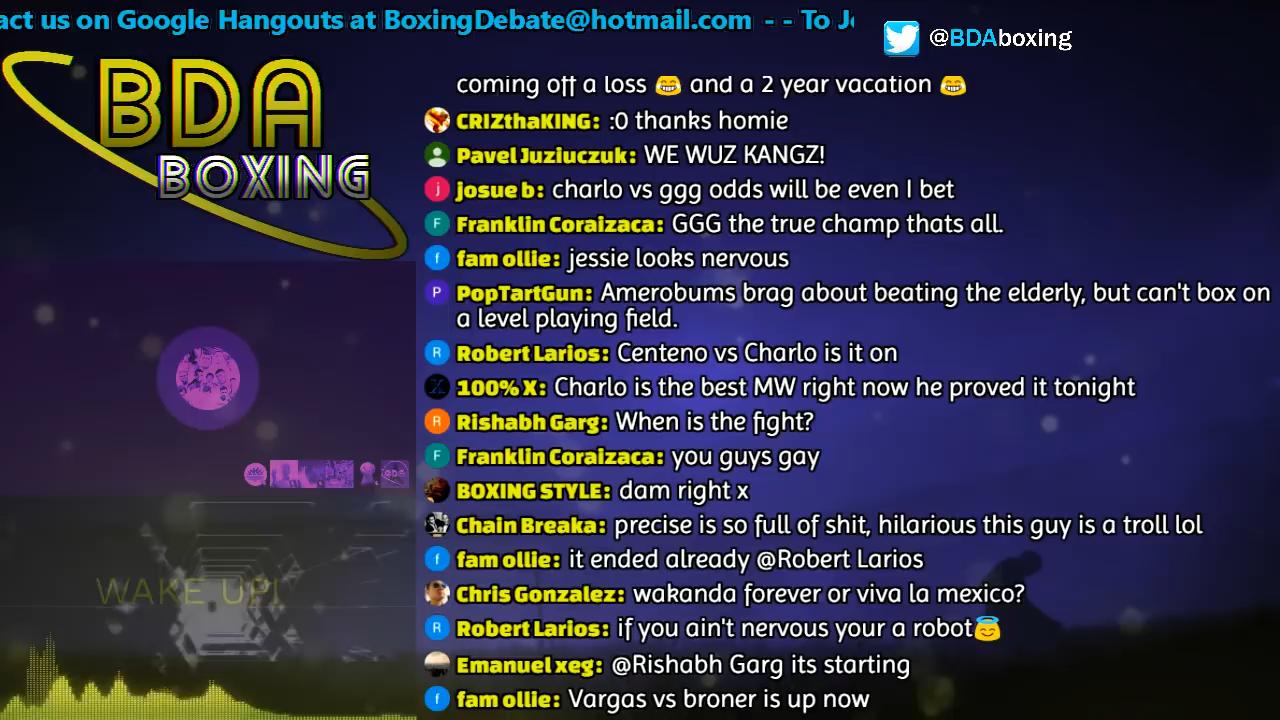 act us on Google Hangouts at BoxingDebate@hotmail.com - - To J
@BDAboxing
BDA
BOXING
coming off a loss 😂 and a 2 year vacation 😂
CRIZthaKING: :0 thanks homie
Pavel Juziuczuk: WE WUZ KANGZ!
j josue b: charlo vs ggg odds will be even I bet
F Franklin Coraizaca: GGG the true champ thats all.
f fam ollie: jessie looks nervous
P PopTartGun: Amerobums brag about beating the elderly, but can't box on
a level playing field.
R Robert Larios: Centeno vs Charlo is it on
X 100% X: Charlo is the best MW right now he proved it tonight
R Rishabh Garg: When is the fight?
F Franklin Coraizaca: you guys gay
BOXING STYLE: dam right x
Chain Breaka: precise is so full of shit, hilarious this guy is a troll lol
f fam ollie: it ended already @Robert Larios
Chris Gonzalez: wakanda forever or viva la mexico?
R Robert Larios: if you ain't nervous your a robot😇
Emanuel xeg: @Rishabh Garg its starting
f fam ollie: Vargas vs broner is up now
WAKE UP!